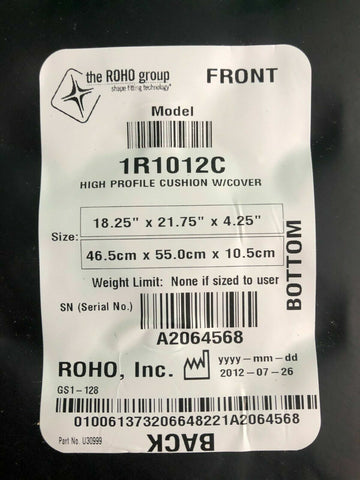 the ROHO group
shape fitting technology®
FRONT
Model
1R1012C
HIGH PROFILE CUSHION W/COVER
Size:
18.25" x 21.75" x 4.25"
46.5cm x 55.0cm x 10.5cm
BOTTOM
Weight Limit: None if sized to user
SN (Serial No.)
A2064568
ROHO, Inc.
yyyy-mm-dd
2012-07-26
GS1-128
010061373206648221A2064568
Part No. U30999
BACK